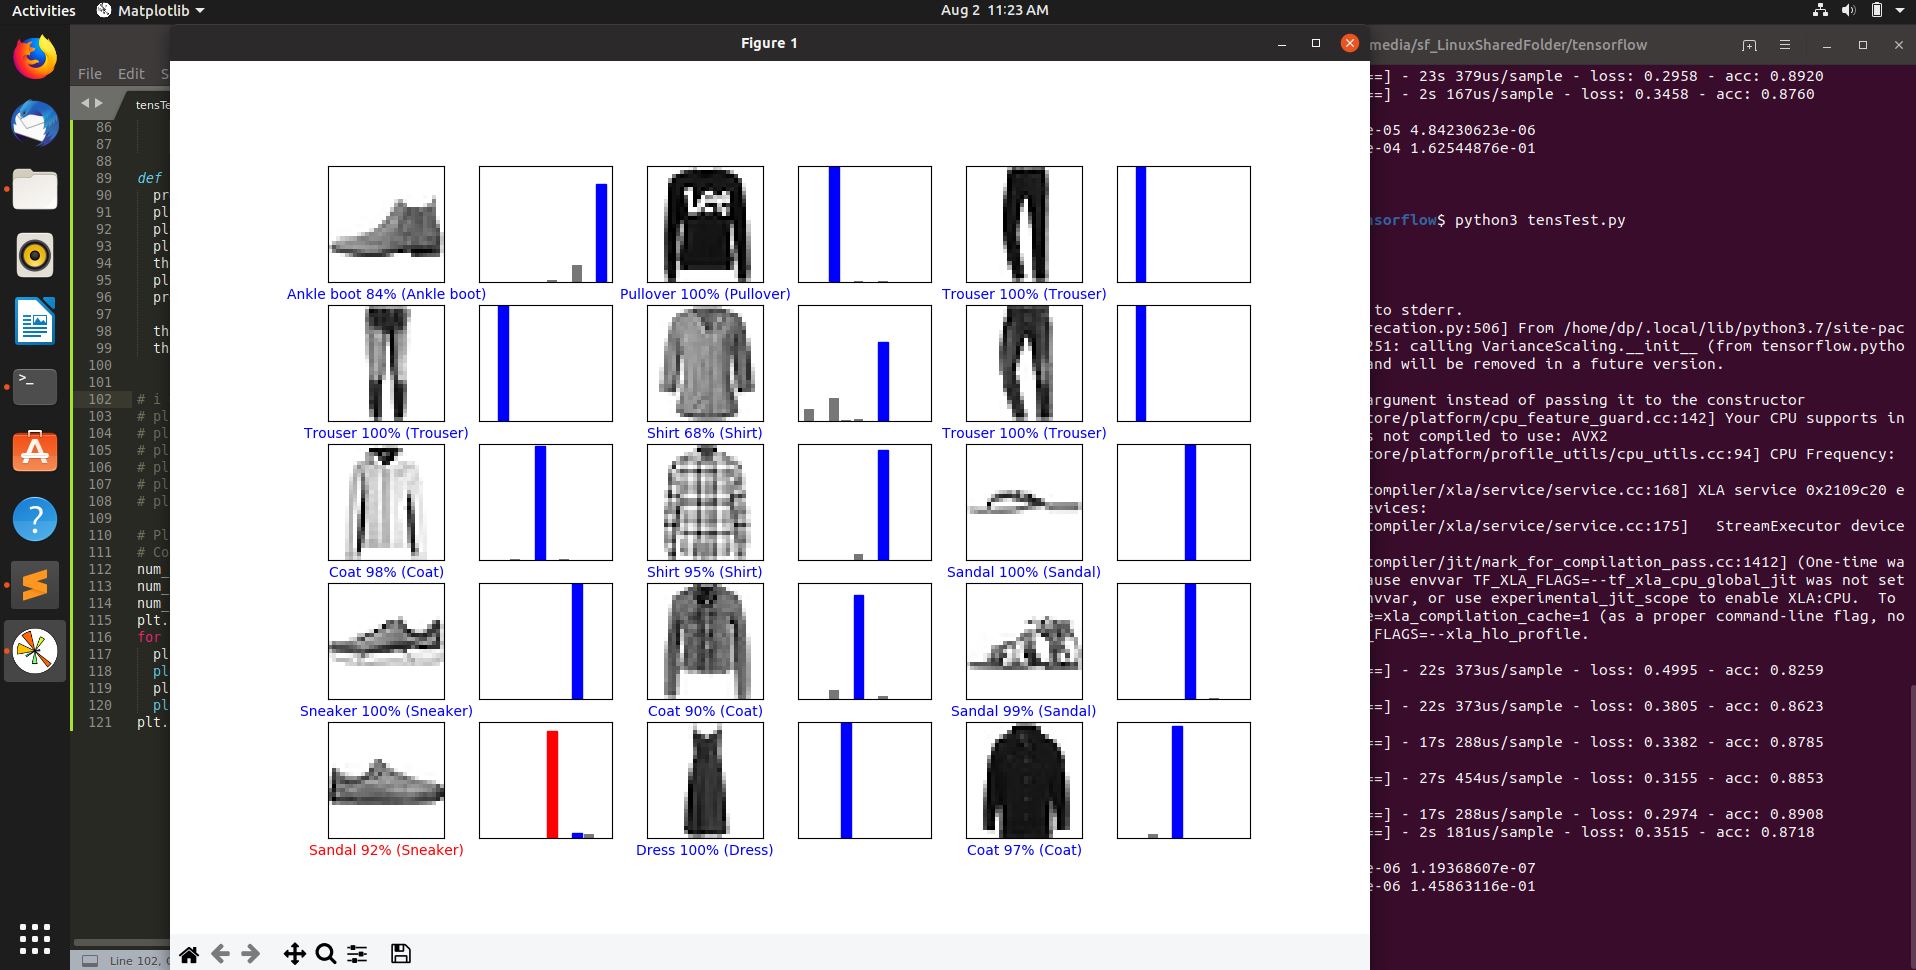 Activities
Matplotlib
Aug 2 11:23 AM
Figure 1
media/sf_LinuxSharedFolder/tensorflow
File Edit S
tensTe
86
87
88
89 def
90 pr
91 pl
92 pl
93 pl
94 th
95 pl
96 pr
97
98 th
99 th
100
101
102 # i
103 # pl
104 # pl
105 # pl
106 # pl
107 # pl
108 # pl
109
110 # Pl
111 # Co
112 num_
113 num_
114 num_
115 plt.
116 for
117 pl
118 pl
119 pl
120 pl
121 plt.
Line 102,
Ankle boot 84% (Ankle boot)
Pullover 100% (Pullover)
Trouser 100% (Trouser)
Trouser 100% (Trouser)
Shirt 68% (Shirt)
Trouser 100% (Trouser)
Coat 98% (Coat)
Shirt 95% (Shirt)
Sandal 100% (Sandal)
Sneaker 100% (Sneaker)
Coat 90% (Coat)
Sandal 99% (Sandal)
Sandal 92% (Sneaker)
Dress 100% (Dress)
Coat 97% (Coat)
==] - 23s 379us/sample - loss: 0.2958 - acc: 0.8920
==] - 2s 167us/sample - loss: 0.3458 - acc: 0.8760
e-05 4.84230623e-06
e-04 1.62544876e-01
nsorflow$ python3 tensTest.py
to stderr.
recation.py:506] From /home/dp/.local/lib/python3.7/site-pac
251: calling VarianceScaling.__init__ (from tensorflow.pytho
and will be removed in a future version.
argument instead of passing it to the constructor
core/platform/cpu_feature_guard.cc:142] Your CPU supports in
s not compiled to use: AVX2
core/platform/profile_utils/cpu_utils.cc:94] CPU Frequency:
compiler/xla/service/service.cc:168] XLA service 0x2109c20 e
evices:
compiler/xla/service/service.cc:175]   StreamExecutor device
compiler/jit/mark_for_compilation_pass.cc:1412] (One-time wa
ause envvar TF_XLA_FLAGS=--tf_xla_cpu_global_jit was not set
nvvar, or use experimental_jit_scope to enable XLA:CPU.  To
e=xla_compilation_cache=1 (as a proper command-line flag, no
_FLAGS=--xla_hlo_profile.
==] - 22s 373us/sample - loss: 0.4995 - acc: 0.8259
==] - 22s 373us/sample - loss: 0.3805 - acc: 0.8623
==] - 17s 288us/sample - loss: 0.3382 - acc: 0.8785
==] - 27s 454us/sample - loss: 0.3155 - acc: 0.8853
==] - 17s 288us/sample - loss: 0.2974 - acc: 0.8908
==] - 2s 181us/sample - loss: 0.3515 - acc: 0.8718
e-06 1.19368607e-07
e-06 1.45863116e-01